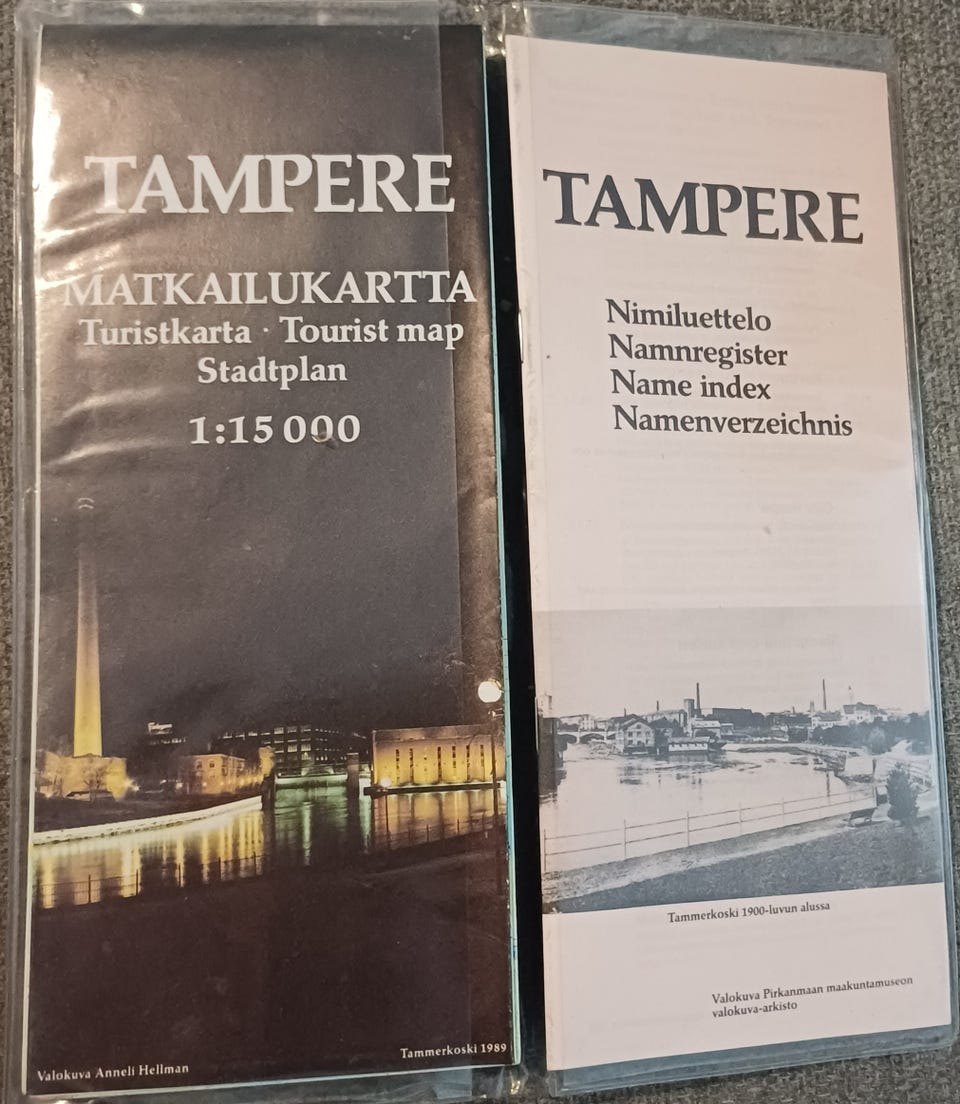 TAMPERE
MATKAILUKARTTA
Turistkarta · Tourist map
Stadtplan
1:15 000
Tammerkoski 1989
Valokuva Anneli Hellman
TAMPERE
Nimiluettelo
Namnregister
Name index
Namenverzeichnis
Tammerkoski 1900-luvun alussa
Valokuva Pirkanmaan maakuntamuseon
valokuva-arkisto